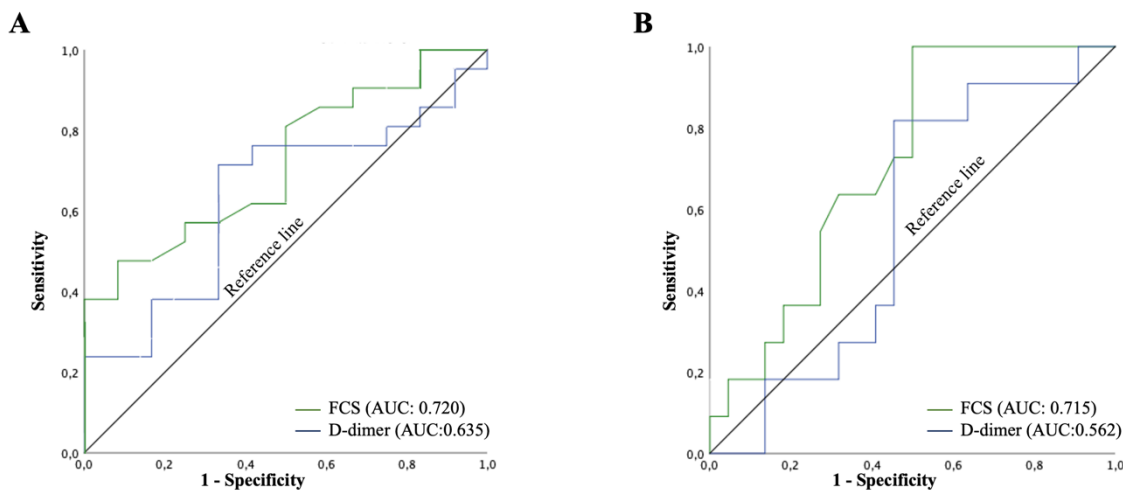 A
1,0
0,8
0,6
0,4
0,2
0,0
Sensitivity
Reference line
FCS (AUC: 0.720)
D-dimer (AUC:0.635)
0,0 0,2 0,4 0,6 0,8 1,0
1 - Specificity
B
1,0
0,8
0,6
0,4
0,2
0,0
Sensitivity
Reference line
FCS (AUC: 0.715)
D-dimer (AUC:0.562)
0,0 0,2 0,4 0,6 0,8 1,0
1 - Specificity